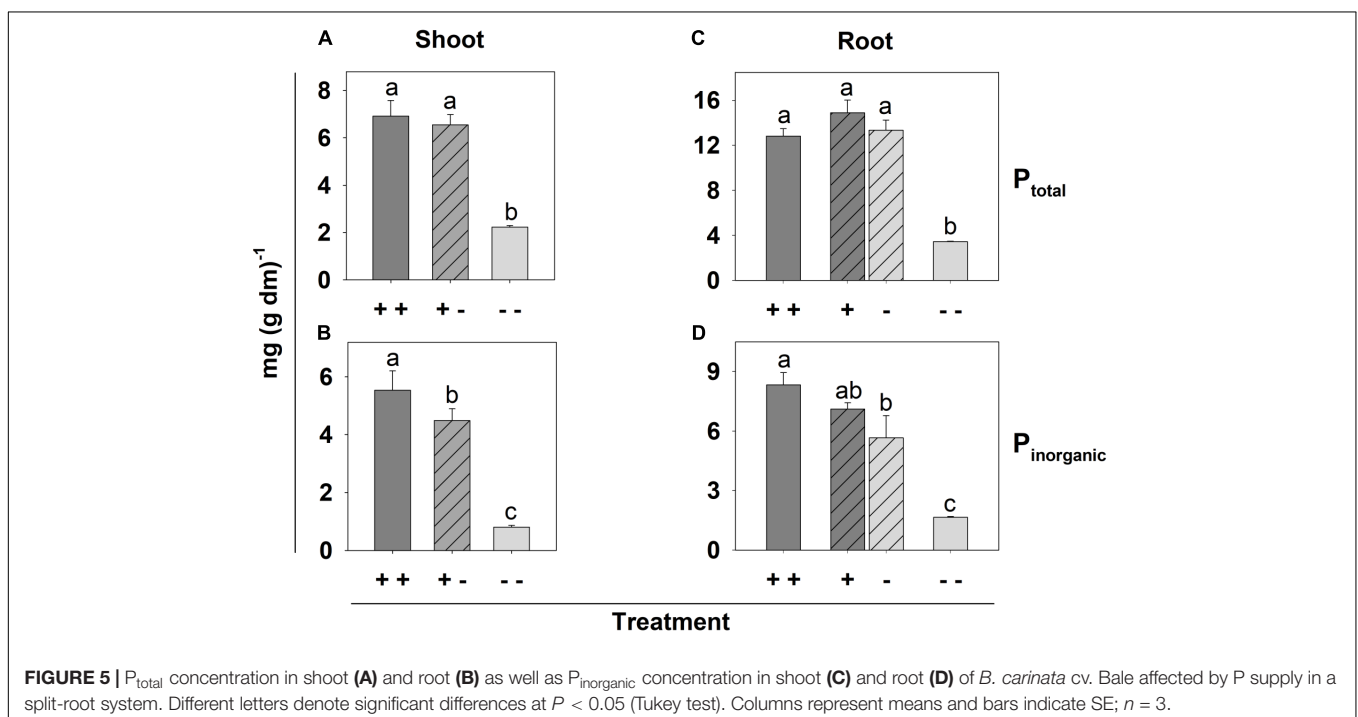 A Shoot
C Root
8
6
4
2
0
a a b
+ + + - - -
16
12
8
4
0
a a a b
+ + + - - -
P total
mg (g dm)-1
B
6
4
2
0
a b c
+ + + - - -
D
9
6
3
0
a ab b c
+ + + - - -
P inorganic
Treatment
FIGURE 5 | Ptotal concentration in shoot (A) and root (B) as well as Pinorganic concentration in shoot (C) and root (D) of B. carinata cv. Bale affected by P supply in a
split-root system. Different letters denote significant differences at P < 0.05 (Tukey test). Columns represent means and bars indicate SE; n = 3.